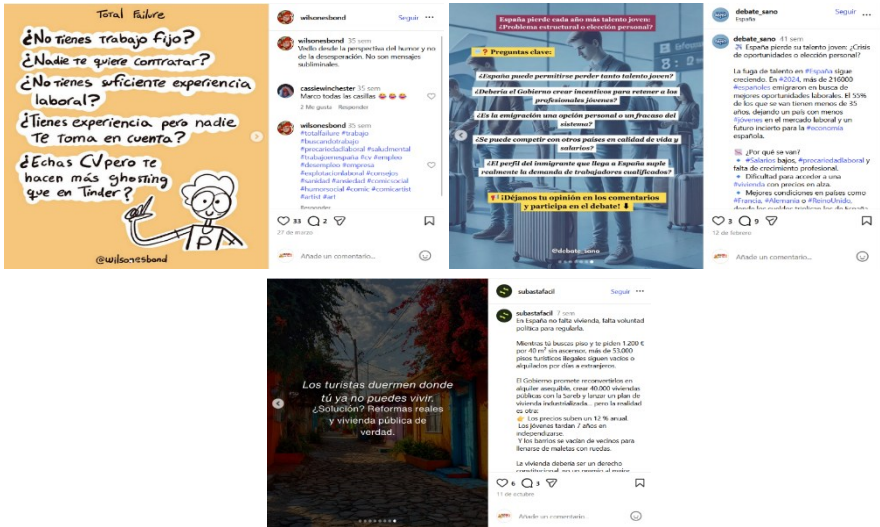 Total Failure
¿No tienes trabajo fijo?
¿Nadie te quiere contratar?
¿No tienes suficiente experiencia
laboral?
¿Tienes experiencia pero nadie
te toma en cuenta?
¿Echas CV pero te
hacen más ghosting
que en Tinder?
@wilsonesbond
wilsonesbond
Seguir
wilsonesbond 35 sem
Vedlo desde la perspectiva del humor y no
de la desesperación. No son mensajes
subliminales.
cassiewinchester 35 sem
Marco todas las casillas
2 Me gusta Responder
wilsonesbond 35 sem
#totalfailure #trabajo
#buscandotrabajo
#precariedadlaboral #saludmental
#trabajoenespaña #cv #empleo
#desempleo #empresa
#explotacionlaboral #consejos
#sanidad #ansiedad #comicsocial
#humorsocial #comic #comicartist
#artist #art
Responder
33 2
27 de marzo
Añade un comentario...
España pierde cada año más talento joven:
¿Problema estructural o elección personal?
Preguntas clave:
¿España puede permitirse perder tanto talento joven?
¿Debería el Gobierno crear incentivos para retener a los
profesionales jóvenes?
¿Es la emigración una opción personal o un fracaso del
sistema?
¿Se puede competir con otros países en calidad de vida y
salarios?
¿El perfil del inmigrante que llega a España suple
realmente la demanda de trabajadores cualificados?
¡Déjanos tu opinión en los comentarios
y participa en el debate!
@debate_sano
debate_sano
España
Seguir
debate_sano 41 sem
España pierde su talento joven: ¿Crisis
de oportunidades o elección personal?
La fuga de talento en #España sigue
creciendo. En #2024, más de 216000
#españoles emigraron en busca de
mejores oportunidades laborales. El 55%
de los que se van tienen menos de 35
años, dejando un país con menos
#jóvenes en el mercado laboral y un
futuro incierto para la #economía
española.
¿Por qué se van?
#Salarios bajos, #precariedadlaboral y
falta de crecimiento profesional.
Dificultad para acceder a una
#vivienda con precios en alza.
Mejores condiciones en países como
#Francia, #Alemania o #ReinoUnido,
donde los sueldos triplican los de España
3 9
12 de febrero
Añade un comentario...
Los turistas duermen donde
tú ya no puedes vivir.
¿Solución? Reformas reales
y vivienda pública de
verdad.
subastafacil
Seguir
subastafacil 7 sem
En España no falta vivienda, falta voluntad
política para regularla.
Mientras tú buscas piso y te piden 1.200 €
por 40 m² sin ascensor, más de 53.000
pisos turísticos ilegales siguen vacíos o
alquilados por días a extranjeros.
El Gobierno promete reconvertirlos en
alquiler asequible, crear 40.000 viviendas
públicas con la Sareb y lanzar un plan de
vivienda industrializada... pero la realidad
es otra:
Los precios suben un 12 % anual.
Los jóvenes tardan 7 años en
independizarse.
Y los barrios se vacían de vecinos para
llenarse de maletas con ruedas.
La vivienda debería ser un derecho
constitucional, no un premio al mejor
6 3
11 de octubre
Añade un comentario...